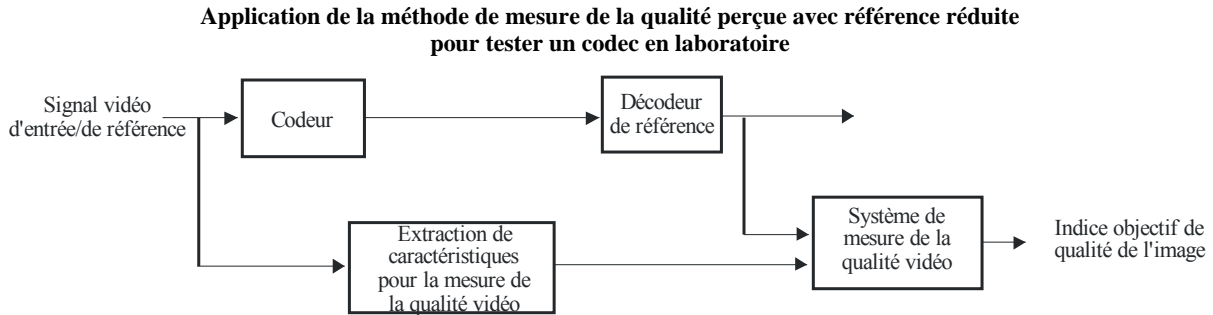 Application de la méthode de mesure de la qualité perçue avec référence réduite
pour tester un codec en laboratoire
Signal vidéo
d'entrée/de référence
Codeur
Décodeur
de référence
Extraction de
caractéristiques
pour la mesure de
la qualité vidéo
Système de
mesure de la
qualité vidéo
Indice objectif de
qualité de l'image